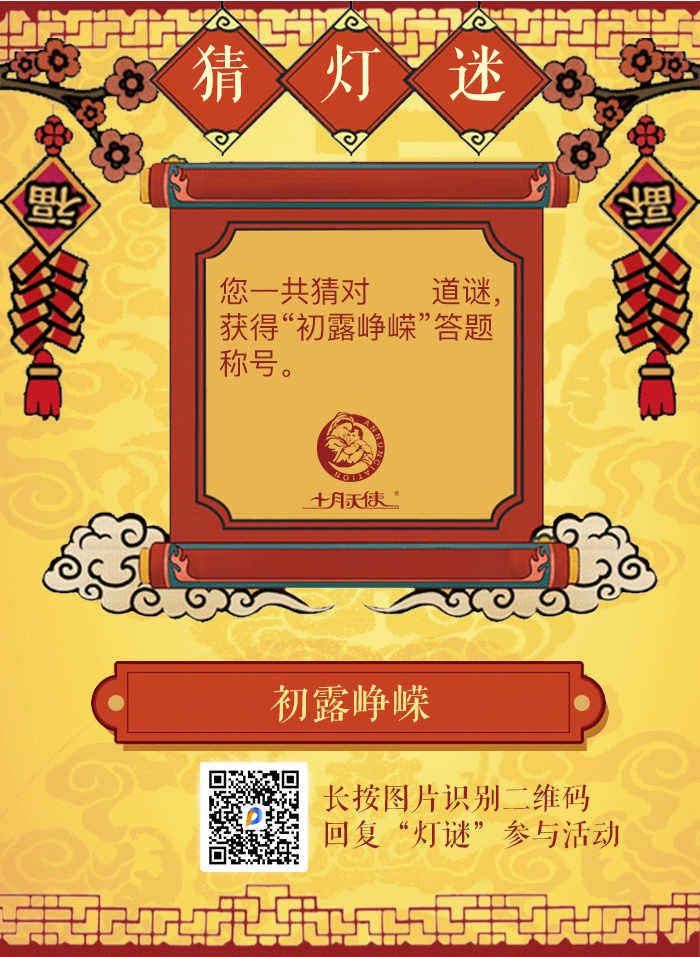 猜灯谜
福
福
您一共猜对 道谜,
获得“初露峥嵘”答题
称号。
ANNUNCIATION
十月天使®
初露峥嵘
长按图片识别二维码
回复“灯谜”参与活动